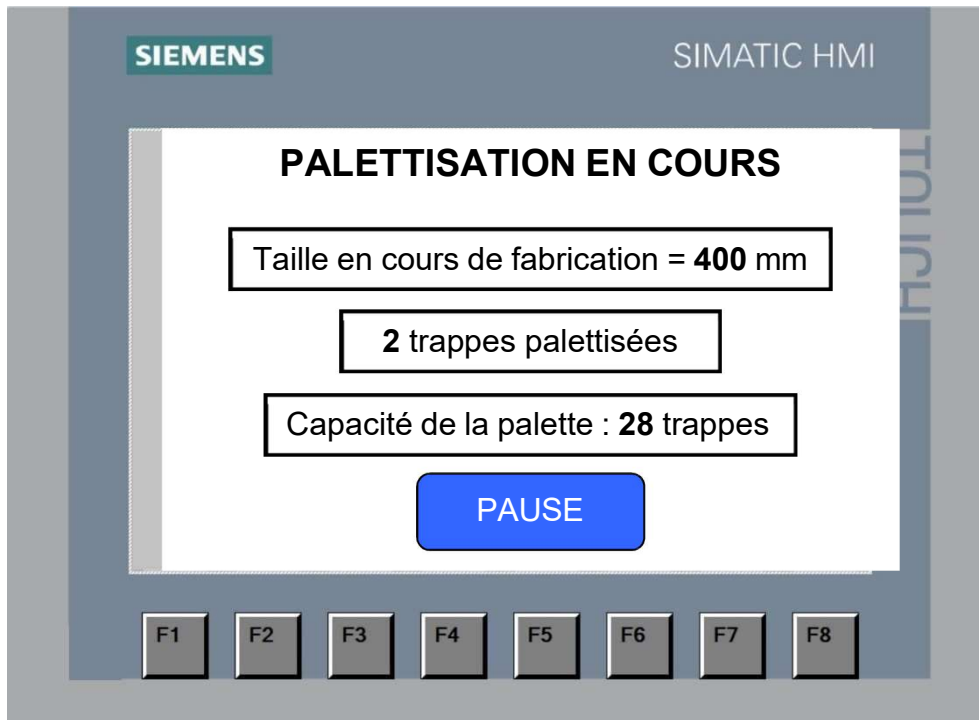 SIEMENS
SIMATIC HMI
TOUCH
PALETTISATION EN COURS
Taille en cours de fabrication = 400 mm
2 trappes palettisées
Capacité de la palette : 28 trappes
PAUSE
F1 F2 F3 F4 F5 F6 F7 F8